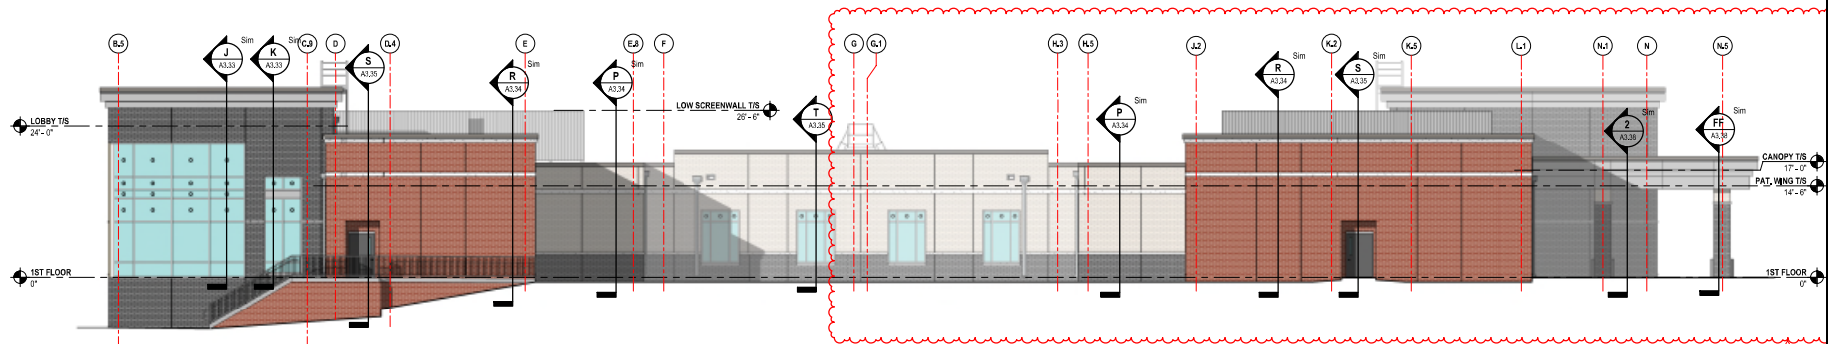 B.5
J
A3.33
Sim
K
A3.33
Sim
C.9
D
S
A3.35
D.4
R
A3.34
E
Sim
P
A3.34
E.8
Sim
F
T
A3.35
G
G.1
H.3
H.5
P
A3.34
Sim
J.2
R
A3.34
Sim
K.2
S
A3.35
Sim
K.5
L.1
N.1
2
A3.38
Sim
N
FF
A3.38
Sim
N.5
LOW SCREENWALL T/S
26' - 6"
LOBBY T/S
24' - 0"
CANOPY T/S
17' - 0"
PAT. WING T/S
14' - 6"
1ST FLOOR
0"
1ST FLOOR
0"